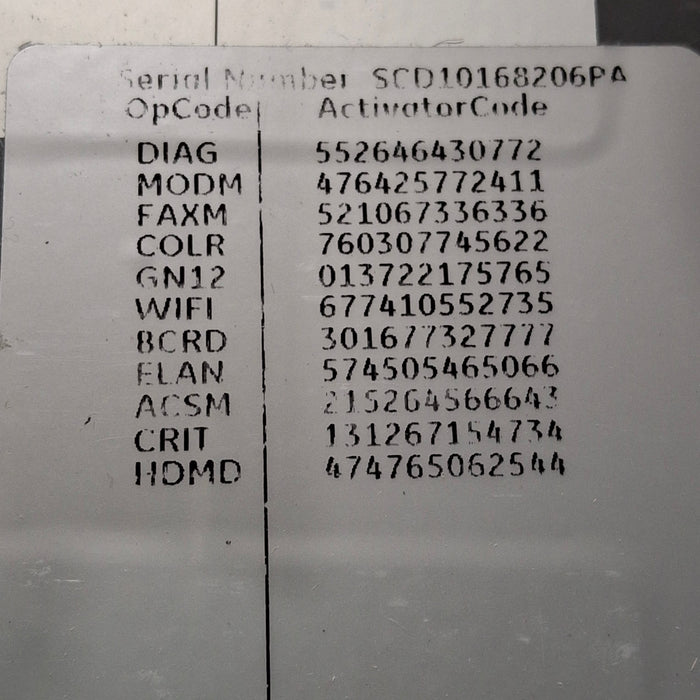 Serial Number SCD10168206PA
OpCode ActivatorCode
DIAG 552646430772
MODM 476425772411
FAXM 521067336336
COLR 760307745622
GN12 013722175765
WIFI 677410552735
BCRD 301677327777
ELAN 574505465066
ACSM 215264566643
CRIT 131267154734
HDMD 474765062544